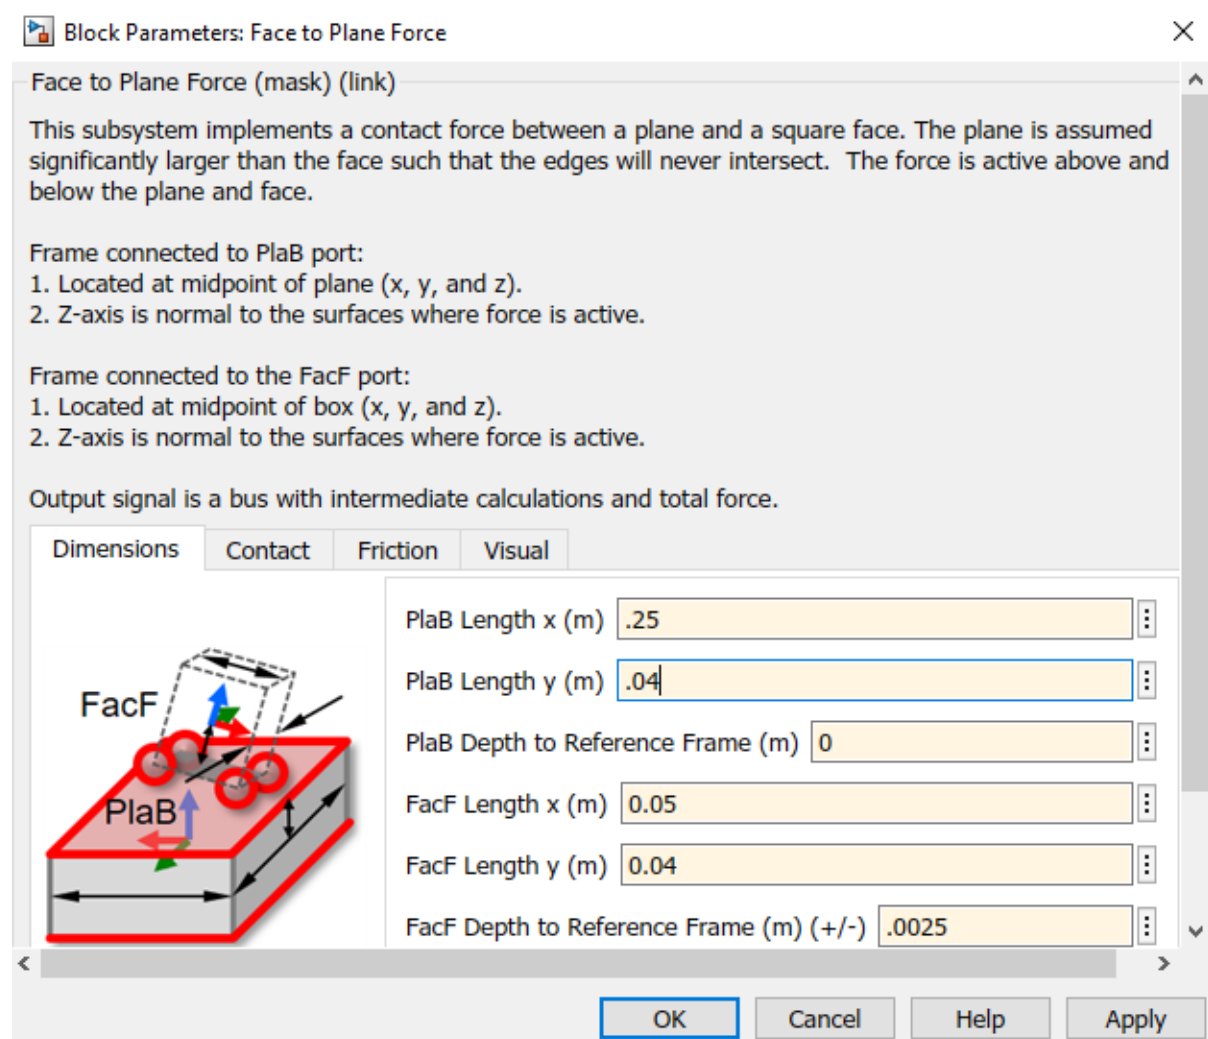 Block Parameters: Face to Plane Force
Face to Plane Force (mask) (link)
This subsystem implements a contact force between a plane and a square face. The plane is assumed
significantly larger than the face such that the edges will never intersect.  The force is active above and
below the plane and face.
Frame connected to PlaB port:
1. Located at midpoint of plane (x, y, and z).
2. Z-axis is normal to the surfaces where force is active.
Frame connected to the FacF port:
1. Located at midpoint of box (x, y, and z).
2. Z-axis is normal to the surfaces where force is active.
Output signal is a bus with intermediate calculations and total force.
Dimensions Contact Friction Visual
PlaB Length x (m) .25
PlaB Length y (m) .04
PlaB Depth to Reference Frame (m) 0
FacF Length x (m) 0.05
FacF Length y (m) 0.04
FacF Depth to Reference Frame (m) (+/-) .0025
FacF
PlaB
OK Cancel Help Apply